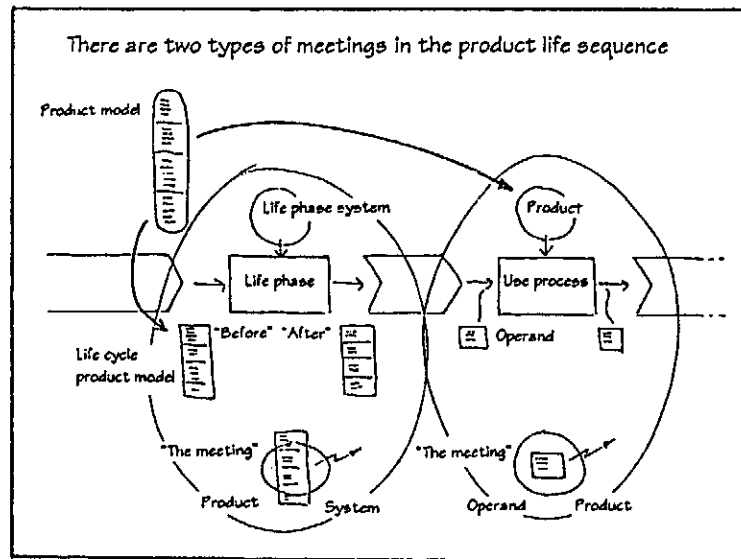 There are two types of meetings in the product life sequence
Product model
Life phase system
Product
Life phase
Use process
"Before" "After"
Operand
Life cycle
product model
"The meeting"
"The meeting"
Product
System
Operand
Product